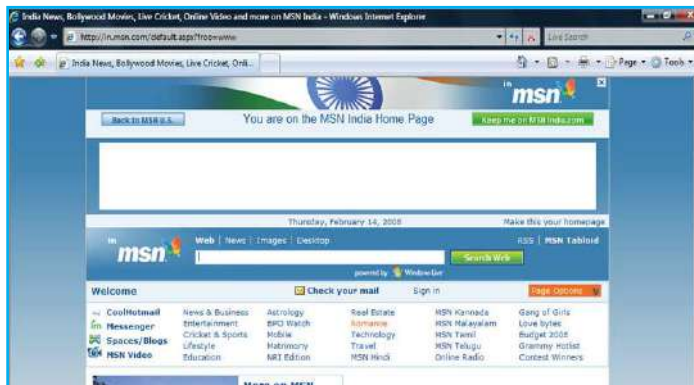 India News, Bollywood Movies, Live Cricket, Online Video and more on MSN India - Windows Internet Explorer
http://in.msn.com/default.aspx?froo=www
Live Search
India News, Bollywood Movies, Live Cricket, Onli...
Page
Tools
in msn
Back to MSN U.S.
You are on the MSN India Home Page
Keep me on MSN India.com
Thursday, February 14, 2008
Make this your homepage
in msn
Web | News | Images | Desktop
RSS | MSN Tabloid
Search Web
powered by Windows Live
Welcome
Check your mail
Sign in
Page Options
CoolHotmail News & Business Astrology Real Estate MSN Kannada Gang of Girls
Messenger Entertainment BPO Watch Romance MSN Malayalam Love bytes
Spaces/Blogs Cricket & Sports Mobile Technology MSN Tamil Budget 2008
MSN Video Lifestyle Matrimony Travel MSN Telugu Grammy Hotlist
Education NRI Edition MSN Hindi Online Radio Contest Winners
More on MSN